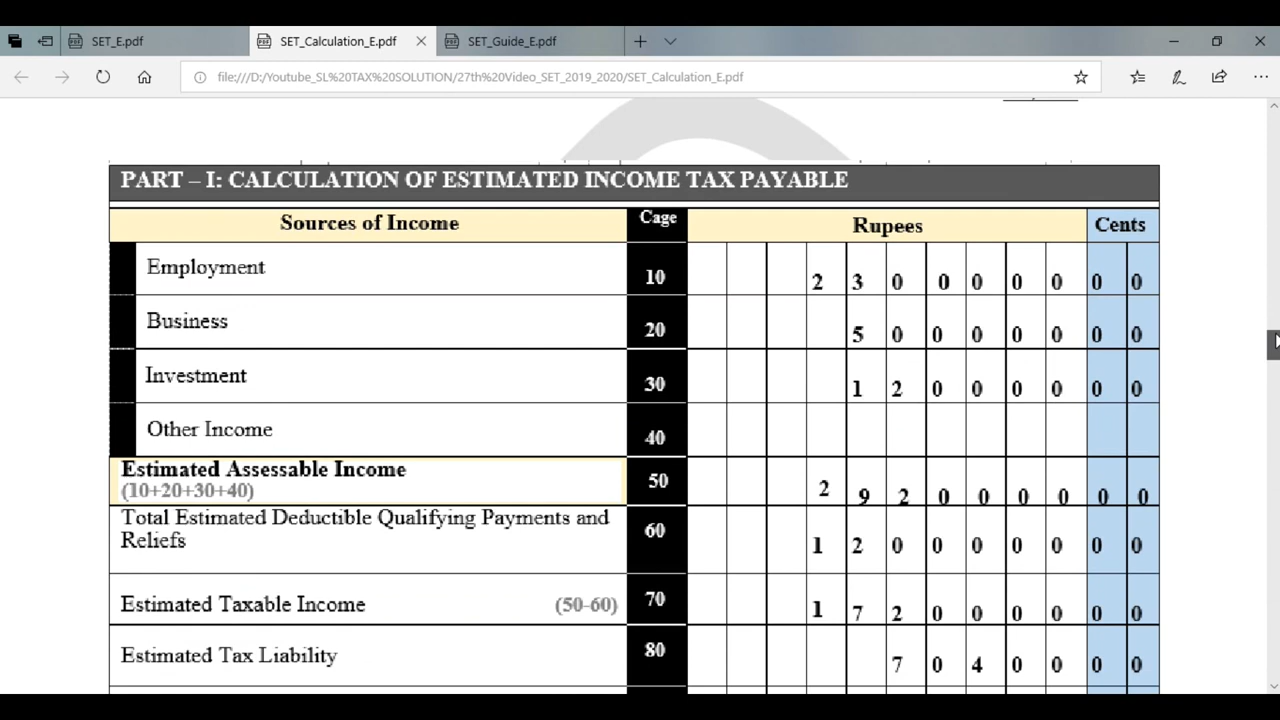 SET_E.pdf
SET_Calculation_E.pdf
SET_Guide_E.pdf
file:///D:/Youtube_SL%20TAX%20SOLUTION/27th%20Video_SET_2019_2020/SET_Calculation_E.pdf
PART – I: CALCULATION OF ESTIMATED INCOME TAX PAYABLE
Sources of Income Cage Rupees Cents
Employment 10 2 3 0 0 0 0 0 0 0
Business 20 5 0 0 0 0 0 0 0
Investment 30 1 2 0 0 0 0 0 0
Other Income 40
Estimated Assessable Income
(10+20+30+40) 50 2 9 2 0 0 0 0 0 0
Total Estimated Deductible Qualifying Payments and
Reliefs 60 1 2 0 0 0 0 0 0 0
Estimated Taxable Income (50-60) 70 1 7 2 0 0 0 0 0 0
Estimated Tax Liability 80 7 0 4 0 0 0 0